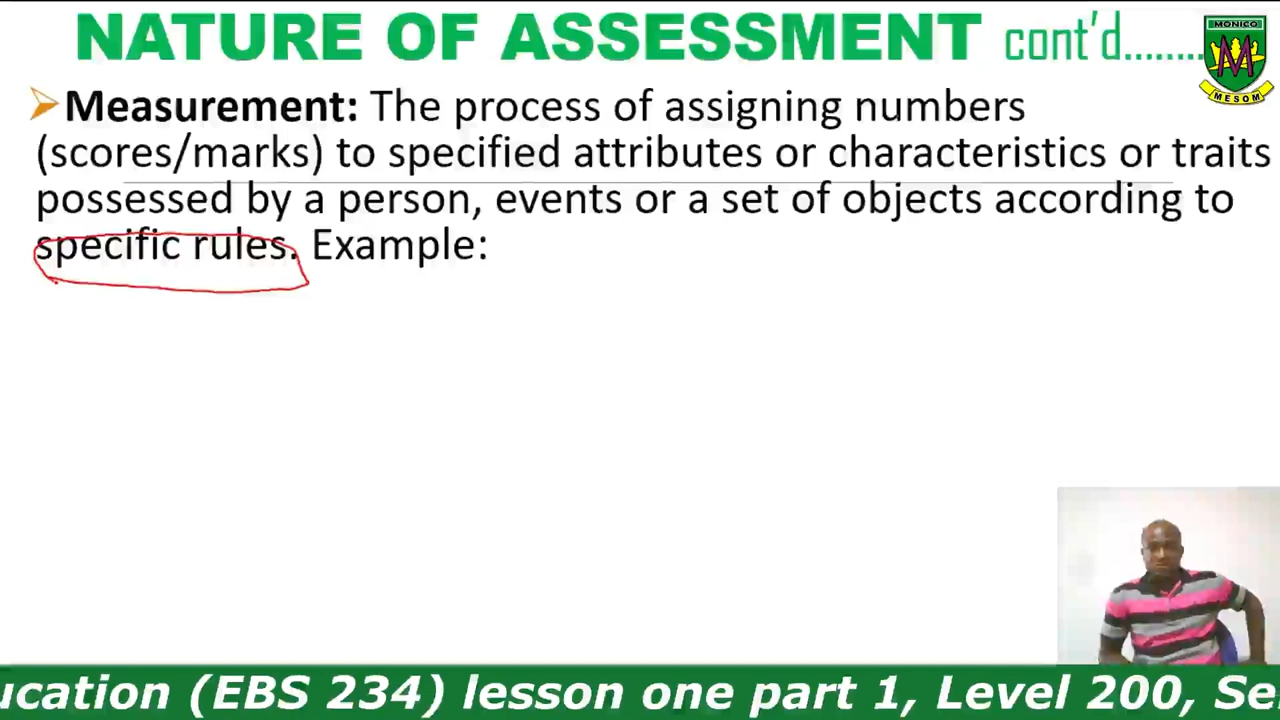 NATURE OF ASSESSMENT cont'd........
MONICO
M
MESOM
➢Measurement: The process of assigning numbers
(scores/marks) to specified attributes or characteristics or traits
possessed by a person, events or a set of objects according to
specific rules. Example:
ucation (EBS 234) lesson one part 1, Level 200, Se